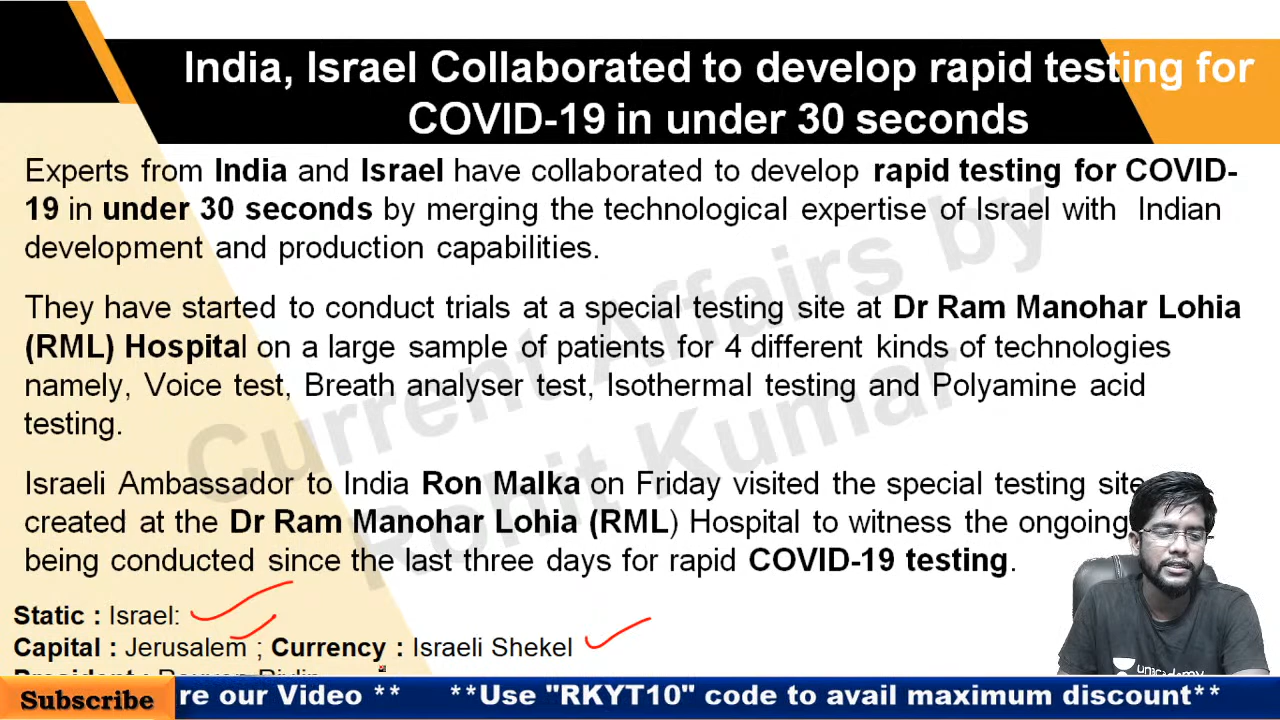 India, Israel Collaborated to develop rapid testing for
COVID-19 in under 30 seconds
Experts from India and Israel have collaborated to develop rapid testing for COVID-
19 in under 30 seconds by merging the technological expertise of Israel with Indian
development and production capabilities.
They have started to conduct trials at a special testing site at Dr Ram Manohar Lohia
(RML) Hospital on a large sample of patients for 4 different kinds of technologies
namely, Voice test, Breath analyser test, Isothermal testing and Polyamine acid
testing.
Israeli Ambassador to India Ron Malka on Friday visited the special testing site
created at the Dr Ram Manohar Lohia (RML) Hospital to witness the ongoing
being conducted since the last three days for rapid COVID-19 testing.
Current Affairs by
Rohit Kumar
Static : Israel:
Capital : Jerusalem ; Currency : Israeli Shekel
unacademy
Subscribe
re our Video ** **Use "RKYT10" code to avail maximum discount**